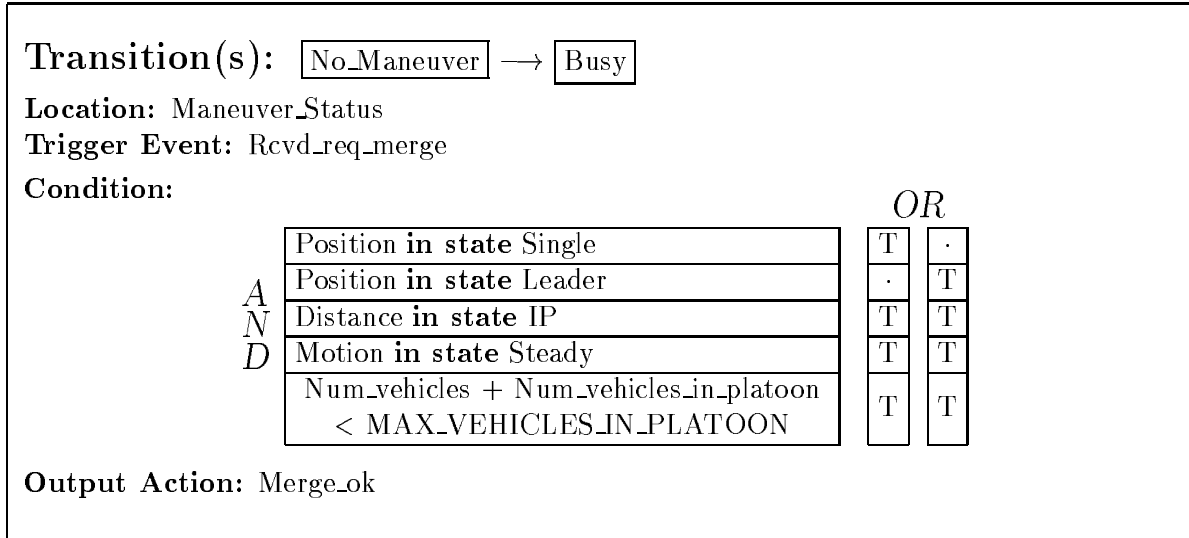 Transition(s): No_Maneuver ⟶ Busy
Location: Maneuver_Status
Trigger Event: Rcvd_req_merge
Condition:
OR
A
N
D
Position in state Single T ·
Position in state Leader · T
Distance in state IP T T
Motion in state Steady T T
Num_vehicles + Num_vehicles_in_platoon
< MAX_VEHICLES_IN_PLATOON T T
Output Action: Merge_ok